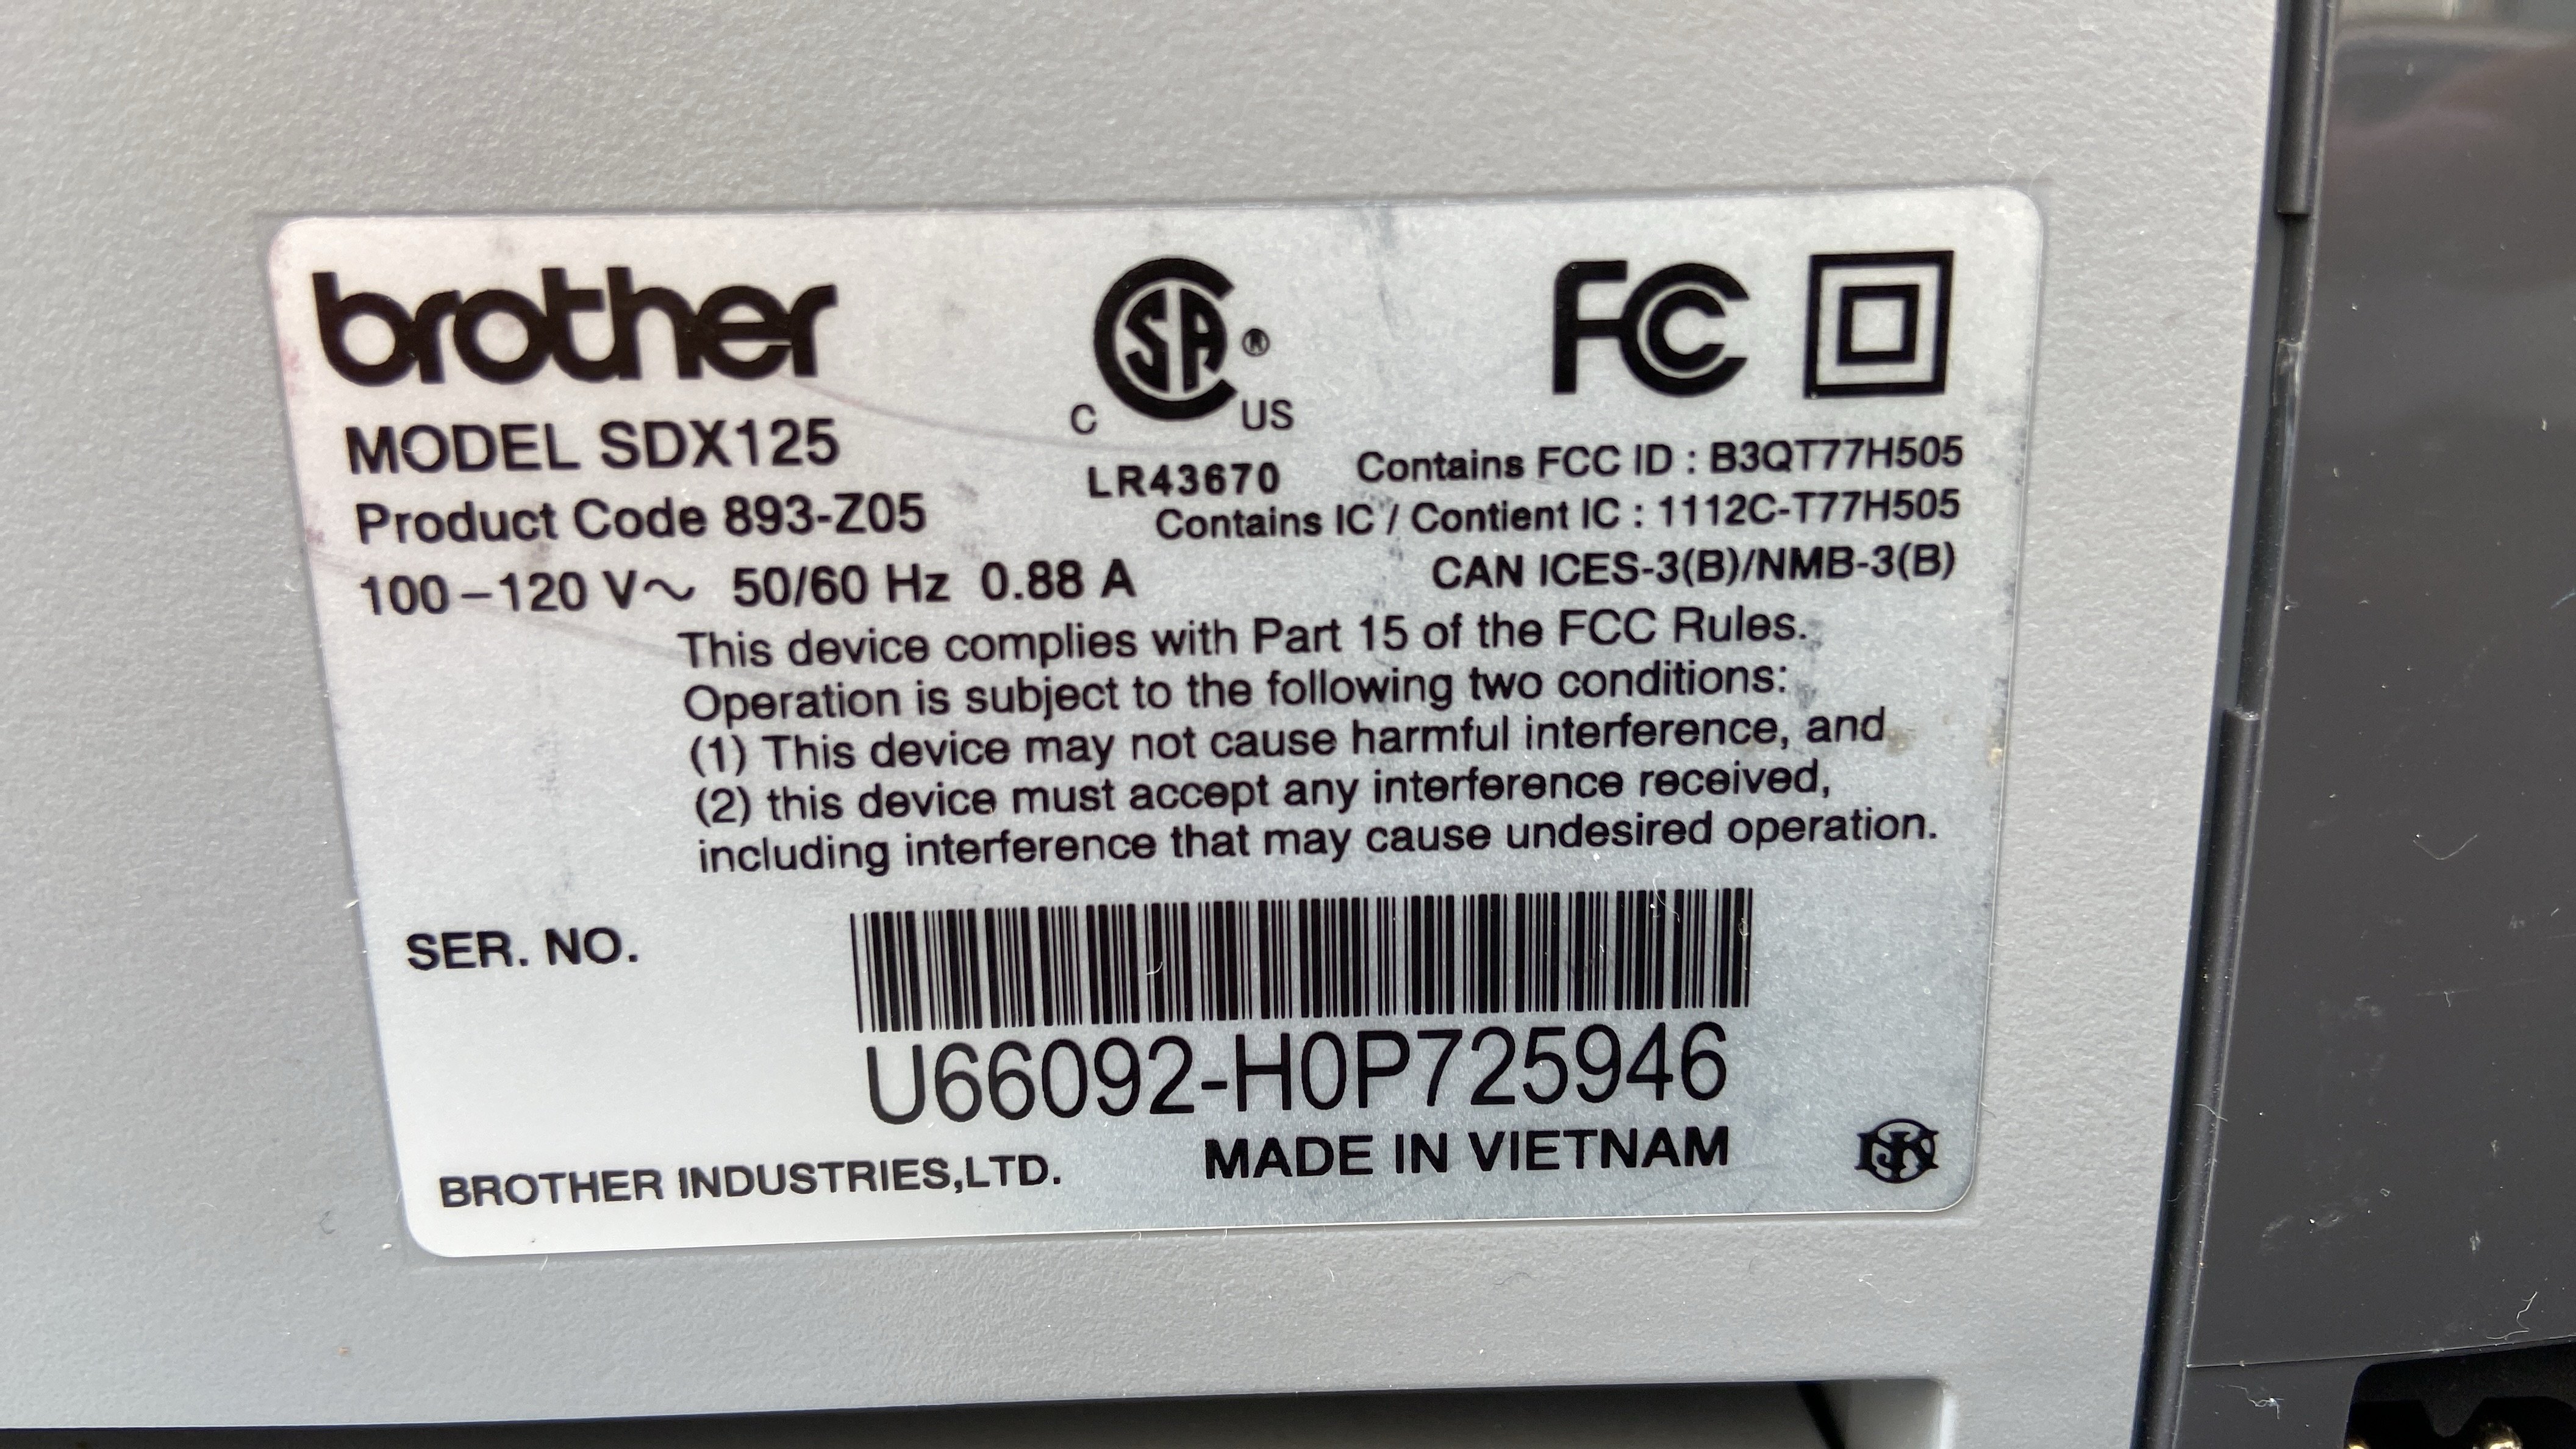 brother
SA ®
C US
FC
MODEL SDX125
LR43670
Contains FCC ID : B3QT77H505
Product Code 893-Z05
Contains IC / Contient IC : 1112C-T77H505
100–120 V~ 50/60 Hz 0.88 A
CAN ICES-3(B)/NMB-3(B)
This device complies with Part 15 of the FCC Rules.
Operation is subject to the following two conditions:
(1) This device may not cause harmful interference, and
(2) this device must accept any interference received,
including interference that may cause undesired operation.
SER. NO.
U66092-H0P725946
BROTHER INDUSTRIES,LTD.
MADE IN VIETNAM